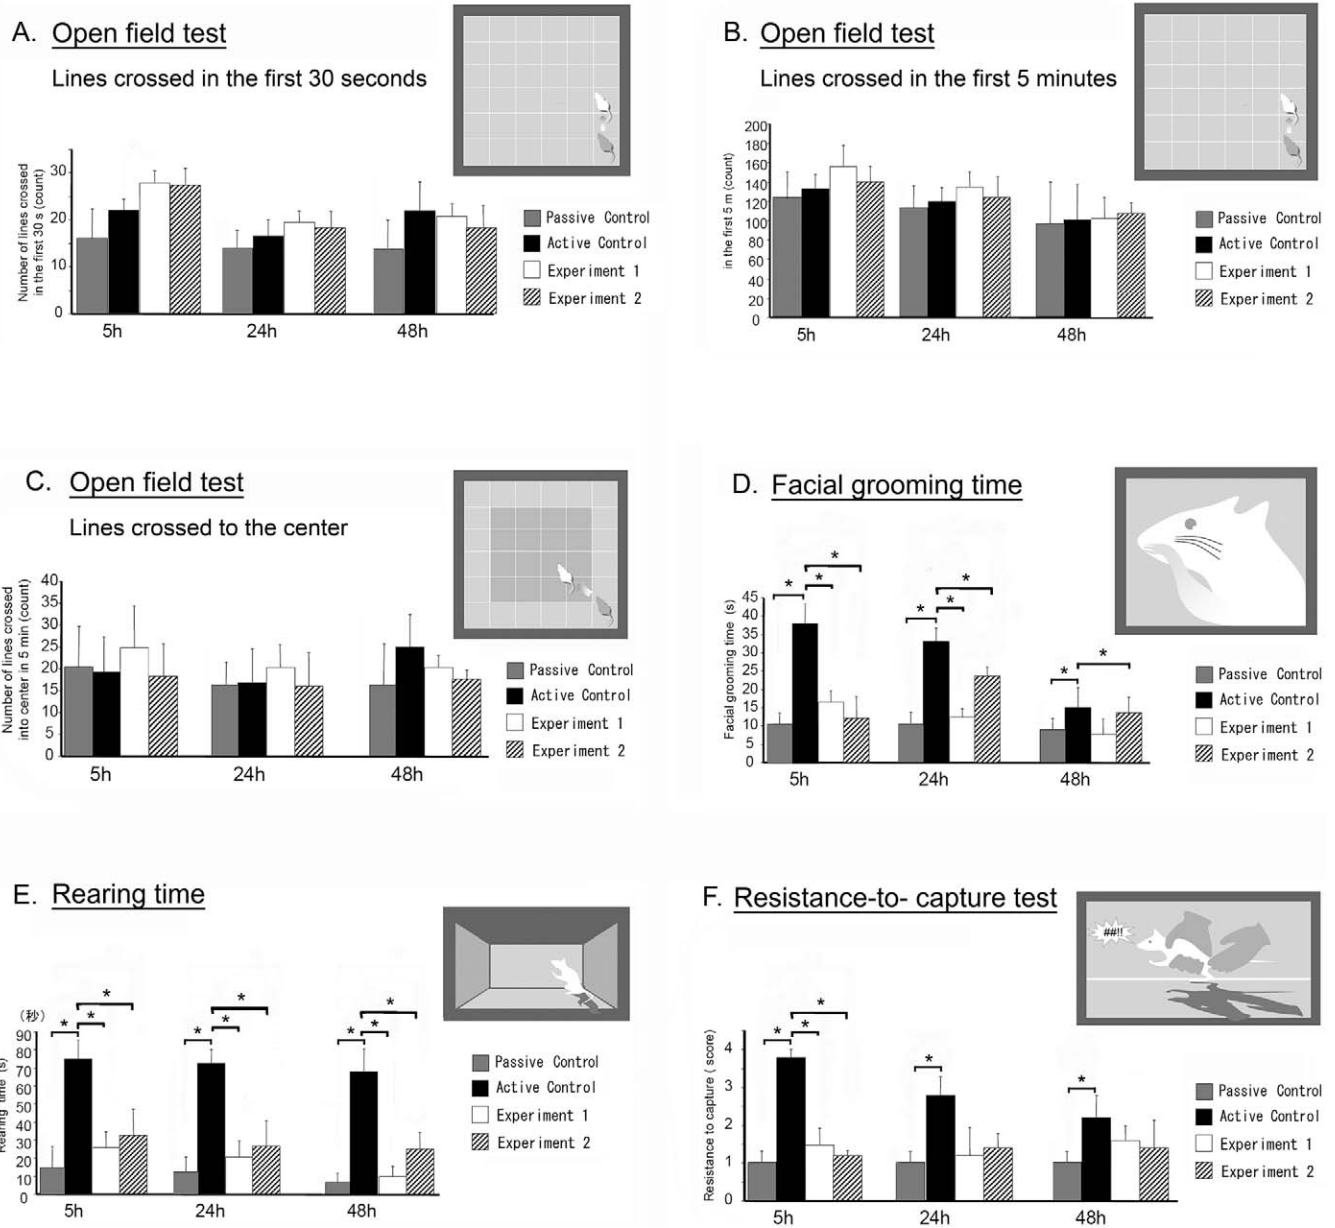 A. Open field test
Lines crossed in the first 30 seconds
Number of lines crossed
in the first 30 s (count)
30
20
10
0
5h
24h
48h
Passive Control
Active Control
Experiment 1
Experiment 2
B. Open field test
Lines crossed in the first 5 minutes
in the first 5 m (count)
200
180
160
140
120
100
80
60
40
20
0
5h
24h
48h
Passive Control
Active Control
Experiment 1
Experiment 2
C. Open field test
Lines crossed to the center
Number of lines crossed
into center in 5 min (count)
40
35
30
25
20
15
10
5
0
5h
24h
48h
Passive Control
Active Control
Experiment 1
Experiment 2
D. Facial grooming time
Facial grooming time (s)
45
40
35
30
25
20
15
10
5
0
* * *
* * *
* *
5h
24h
48h
Passive Control
Active Control
Experiment 1
Experiment 2
E. Rearing time
(秒)
Rearing time (s)
90
80
70
60
50
40
30
20
10
0
* * *
* * *
* * *
5h
24h
48h
Passive Control
Active Control
Experiment 1
Experiment 2
F. Resistance-to- capture test
##!!
Resistance to capture ( score)
4
3
2
1
0
* * *
*
*
5h
24h
48h
Passive Control
Active Control
Experiment 1
Experiment 2